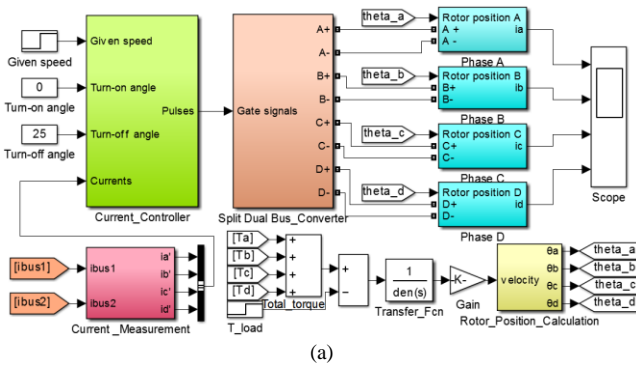 Given speed
Given speed
0
Turn-on angle
Turn-on angle
25
Turn-off angle
Turn-off angle
Currents
Pulses
Current_Controller
Gate signals
A+
A-
B+
B-
C+
C-
D+
D-
Split Dual Bus_Converter
theta_a
theta_b
theta_c
theta_d
Rotor position A
A +
A -
ia
Phase A
Rotor position B
B+
B-
ib
Phase B
Rotor position C
C+
C-
ic
Phase C
Rotor position D
D+
D-
id
Phase D
Scope
[ibus1]
[ibus2]
ibus1
ibus2
ia'
ib'
ic'
id'
Current _Measurement
[Ta]
[Tb]
[Tc]
[Td]
+
+
+
+
Total_torque
T_load
+
−
1
den(s)
Transfer_Fcn
-K-
Gain
velocity
θa
θb
θc
θd
Rotor_Position_Calculation
theta_a
theta_b
theta_c
theta_d
(a)